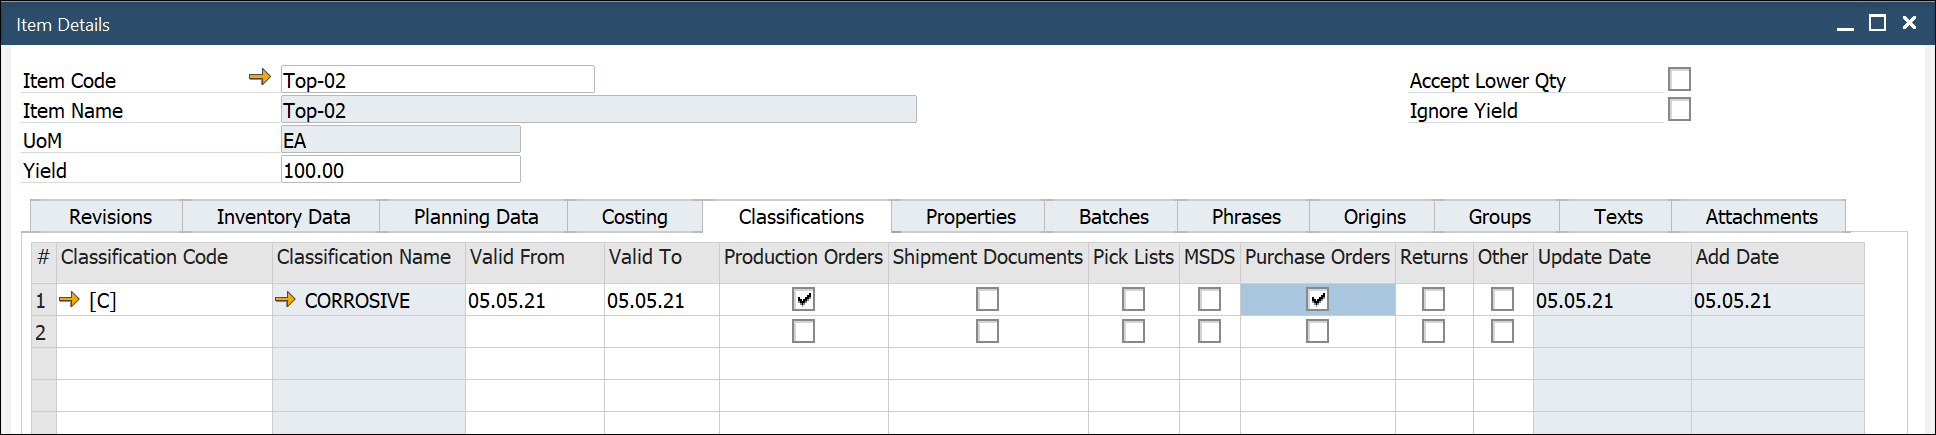 Item Details
Item Code Top-02 Accept Lower Qty
Item Name Top-02 Ignore Yield
UoM EA
Yield 100.00
Revisions Inventory Data Planning Data Costing Classifications Properties Batches Phrases Origins Groups Texts Attachments
# Classification Code Classification Name Valid From Valid To Production Orders Shipment Documents Pick Lists MSDS Purchase Orders Returns Other Update Date Add Date
1 [C] CORROSIVE 05.05.21 05.05.21 05.05.21 05.05.21
2